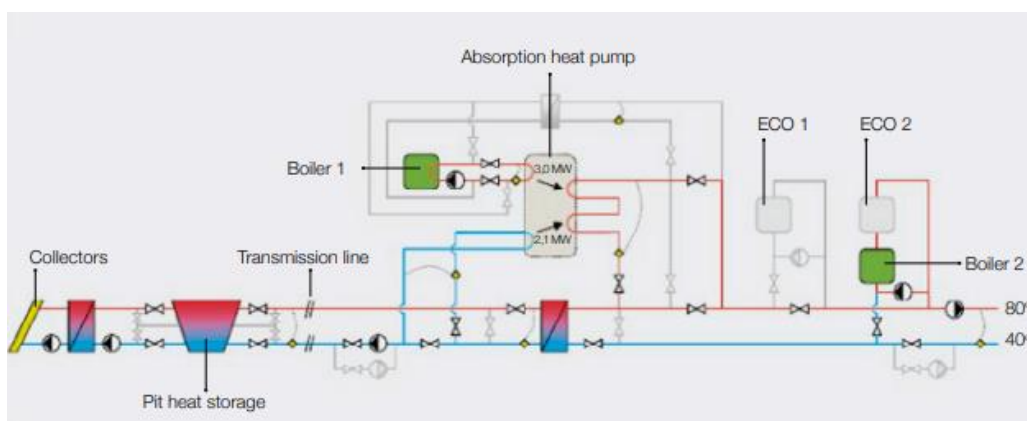 Absorption heat pump
ECO 1
ECO 2
Boiler 1
3,0 MW
2,1 MW
Collectors
Transmission line
Boiler 2
80°
40°
Pit heat storage